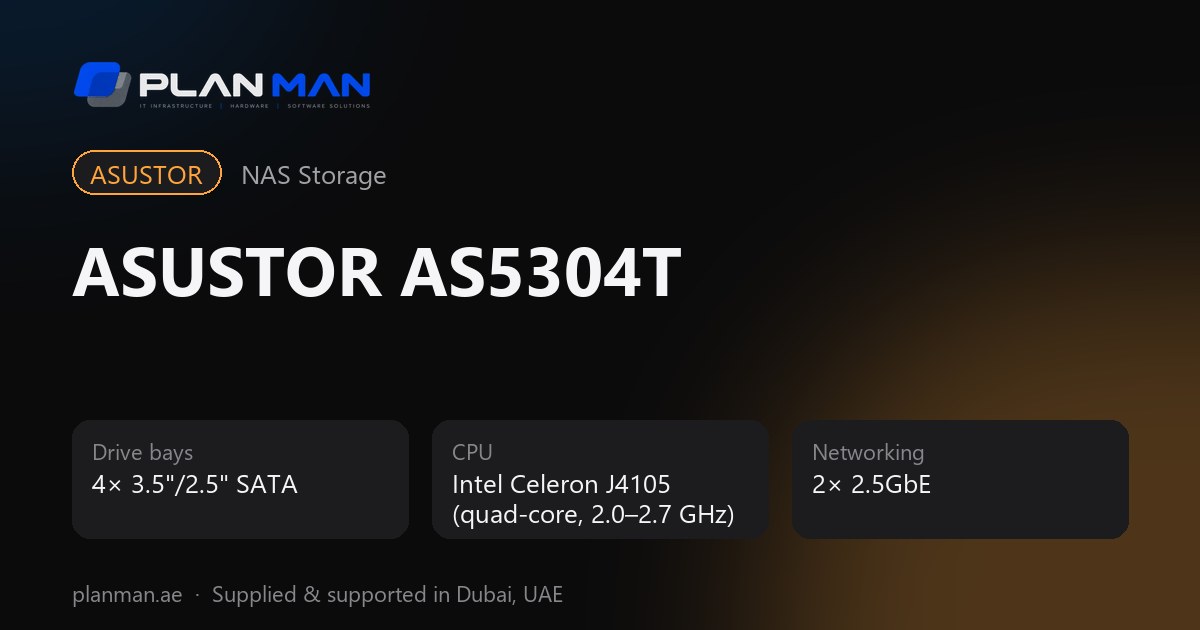 PLAN MAN
IT INFRASTRUCTURE | HARDWARE | SOFTWARE SOLUTIONS
ASUSTOR NAS Storage
ASUSTOR AS5304T
Drive bays
4× 3.5"/2.5" SATA
CPU
Intel Celeron J4105
(quad-core, 2.0–2.7 GHz)
Networking
2× 2.5GbE
planman.ae · Supplied & supported in Dubai, UAE